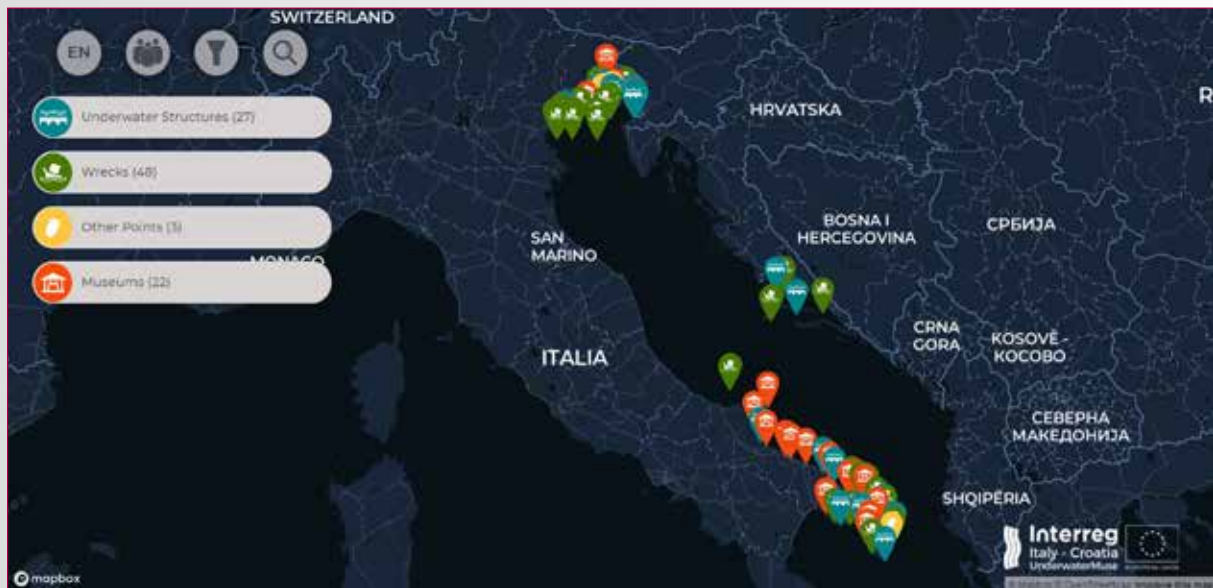 SWITZERLAND
EN
Underwater Structures (27)
Wrecks (48)
Other Points (3)
MONACO
Museums (22)
HRVATSKA
R
BOSNA I
HERCEGOVINA
СРБИЈА
SAN
MARINO
ITALIA
CRNA
GORA
KOSOVË -
KOCOBO
СЕВЕРНА
МАКЕДОНИЈА
SHQIPËRIA
Interreg
Italy - Croatia
UnderwaterMuse
mapbox